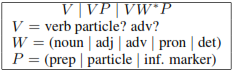 V | V P | V W*P
V = verb particle? adv?
W = (noun | adj | adv | pron | det)
P = (prep | particle | inf. marker)